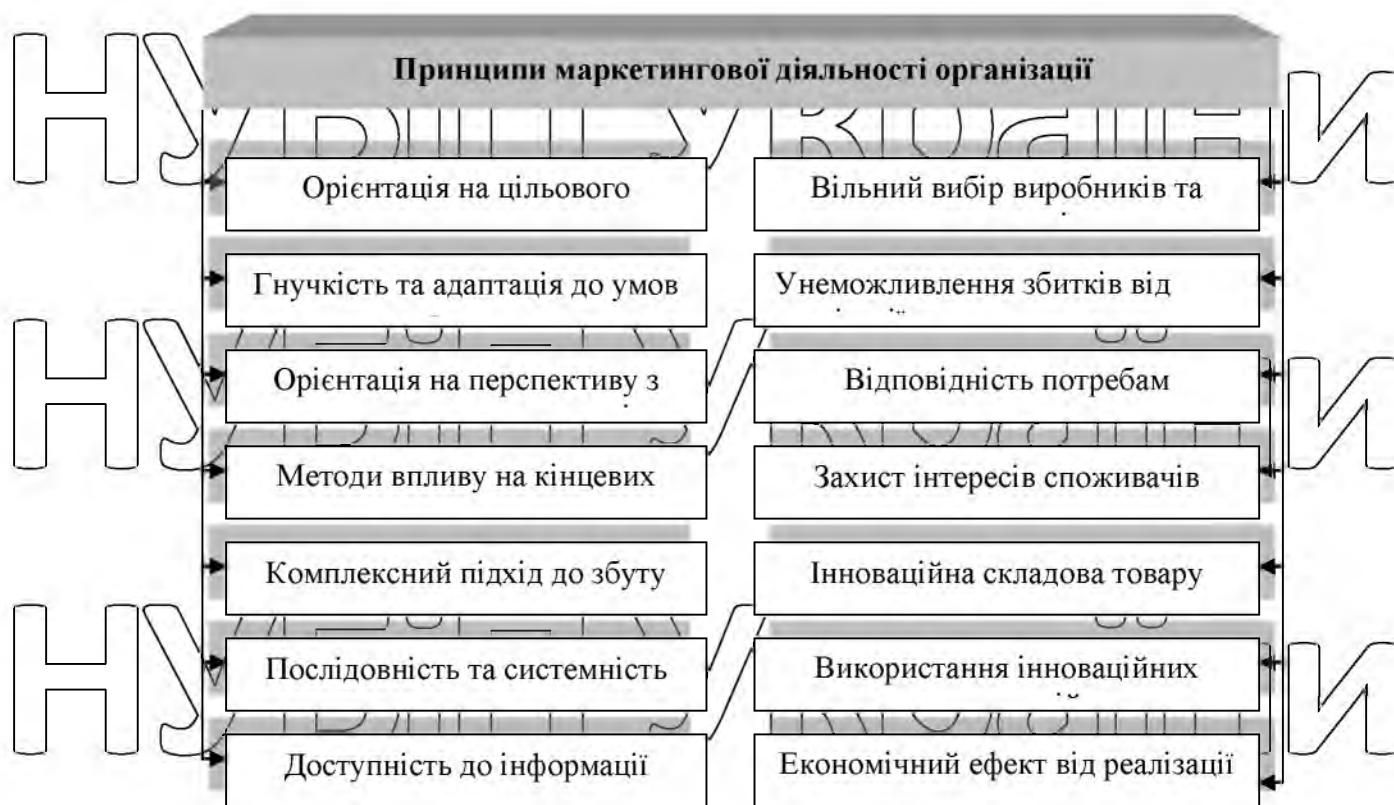 Принципи маркетингової діяльності організації
Орієнтація на цільового
Гнучкість та адаптація до умов
Орієнтація на перспективу з
Методи впливу на кінцевих
Комплексний підхід до збуту
Послідовність та системність
Доступність до інформації
Вільний вибір виробників та
Унеможливлення збитків від
Відповідність потребам
Захист інтересів споживачів
Інноваційна складова товару
Використання інноваційних
Економічний ефект від реалізації